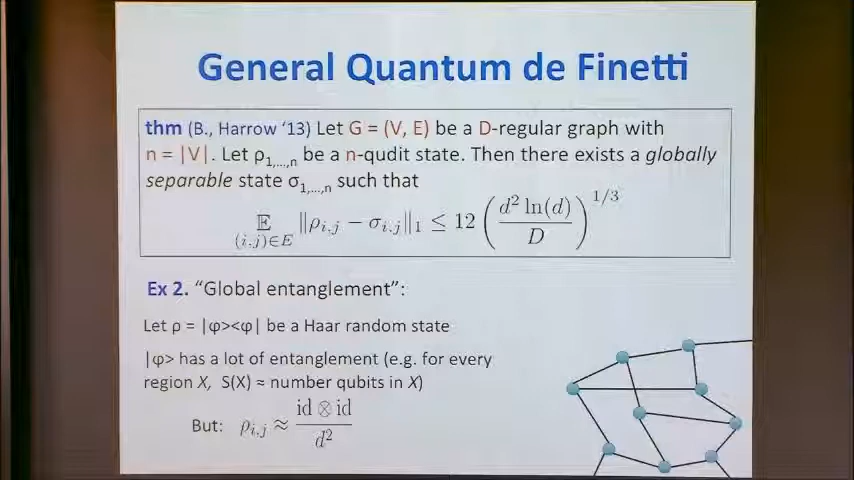 General Quantum de Finetti
thm (B., Harrow ‘13) Let G = (V, E) be a D-regular graph with
n = |V|. Let ρ1,…,n be a n-qudit state. Then there exists a globally
separable state σ1,…,n such that
𝔼 (i,j)∈E ‖ρi,j − σi,j‖1 ≤ 12 (d² ln(d) / D)^1/3
Ex 2. “Global entanglement”:
Let ρ = |φ><φ| be a Haar random state
|φ> has a lot of entanglement (e.g. for every
region X, S(X) ≈ number qubits in X)
But: ρi,j ≈ id ⊗ id / d²